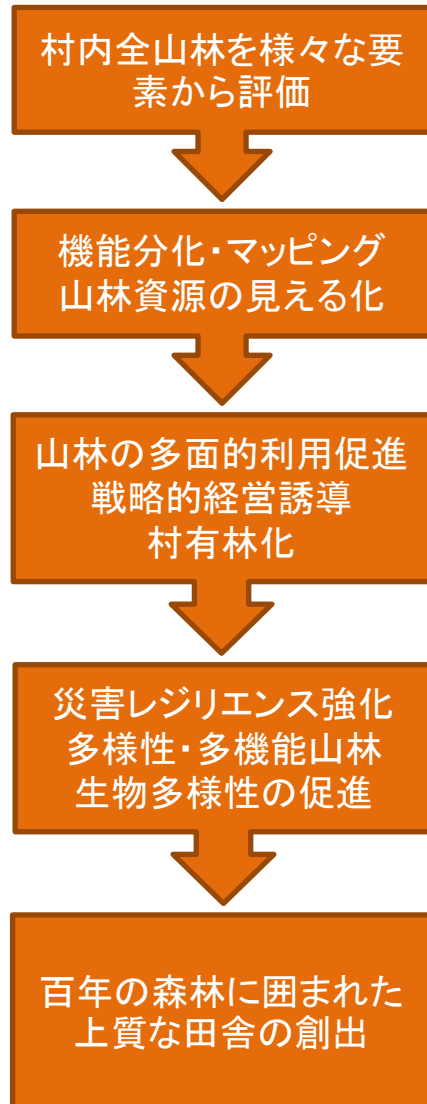 村内全山林を様々な要
素から評価
機能分化・マッピング
山林資源の見える化
山林の多面的利用促進
戦略的経営誘導
村有林化
災害レジリエンス強化
多様性・多機能山林
生物多様性の促進
百年の森林に囲まれた
上質な田舎の創出